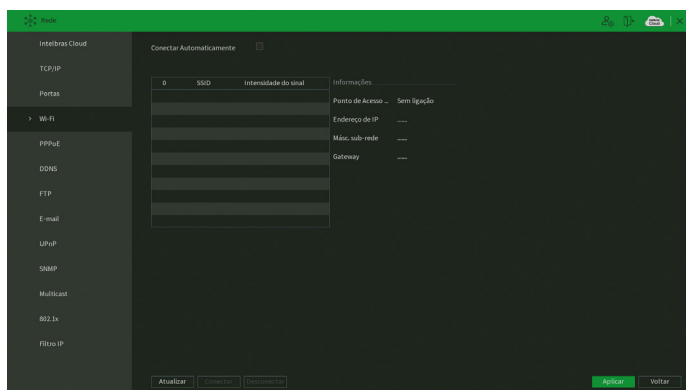 Rede
Intelbras Cloud
TCP/IP
Portas
> Wi-Fi
PPPoE
DDNS
FTP
E-mail
UPnP
SNMP
Multicast
802.1x
Filtro IP
Conectar Automaticamente
0 SSID Intensidade do sinal
Informações
Ponto de Acesso ... Sem ligação
Endereço de IP
Másc. sub-rede
Gateway
Atualizar Conectar Desconectar
Aplicar Voltar